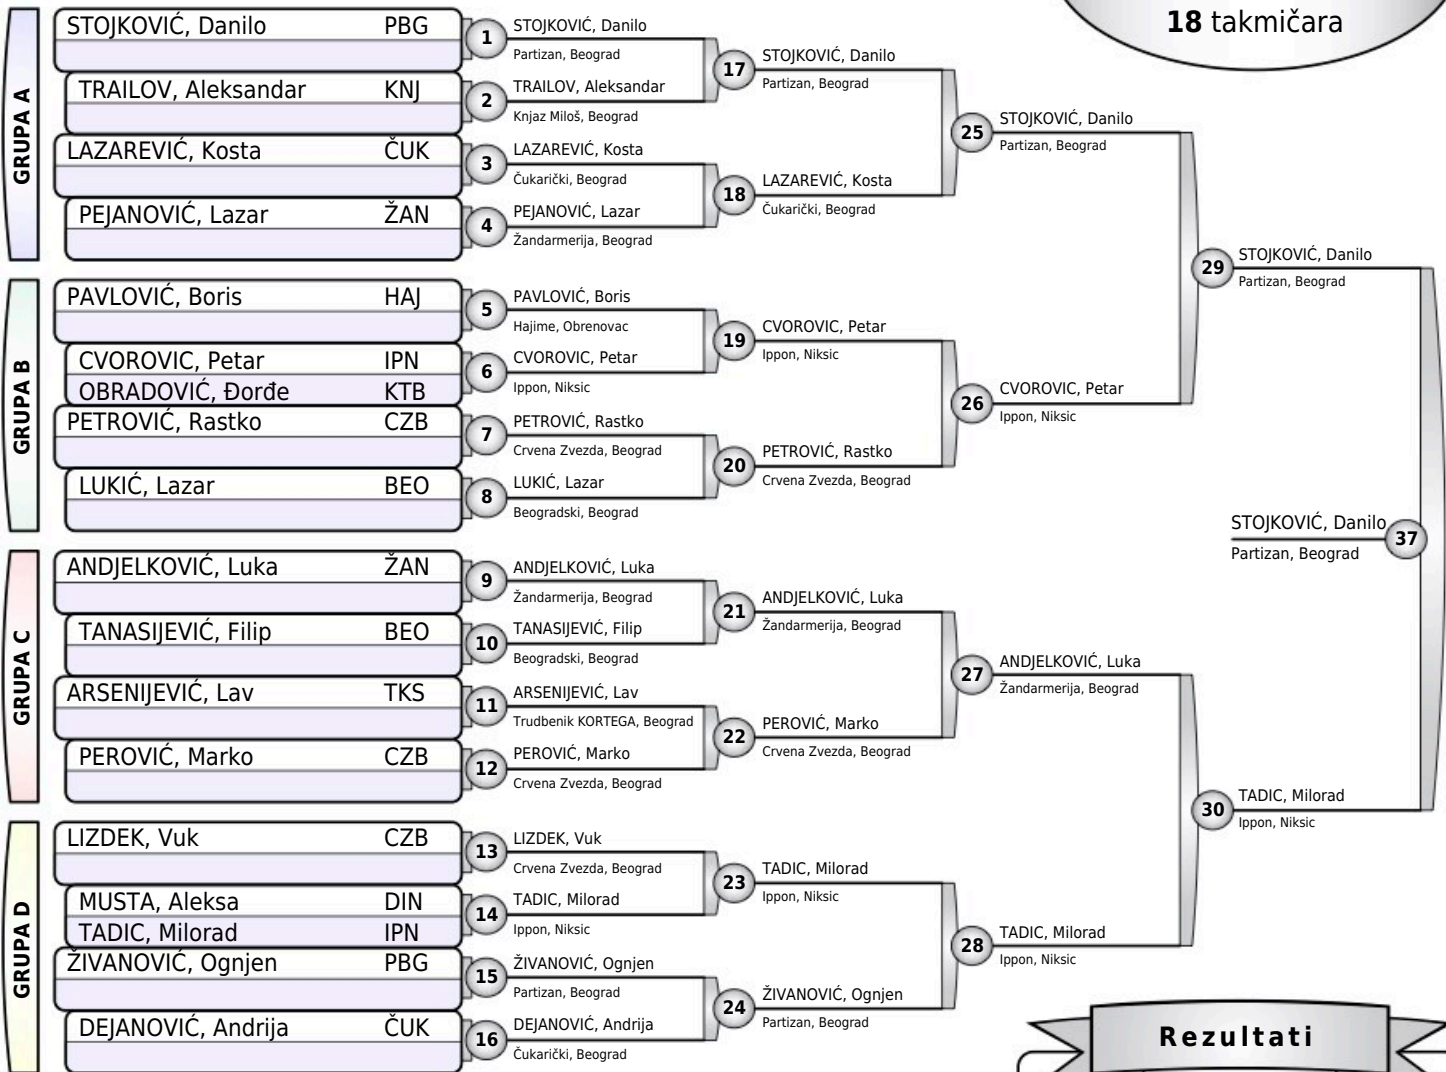 18 takmičara
GRUPA A
STOJKOVIĆ, Danilo PBG
TRAILOV, Aleksandar KNJ
LAZAREVIĆ, Kosta ČUK
PEJANOVIĆ, Lazar ŽAN
GRUPA B
PAVLOVIĆ, Boris HAJ
CVOROVIC, Petar IPN
OBRADOVIĆ, Đorđe KTB
PETROVIĆ, Rastko CZB
LUKIĆ, Lazar BEO
GRUPA C
ANDJELKOVIĆ, Luka ŽAN
TANASIJEVIĆ, Filip BEO
ARSENIJEVIĆ, Lav TKS
PEROVIĆ, Marko CZB
GRUPA D
LIZDEK, Vuk CZB
MUSTA, Aleksa DIN
TADIC, Milorad IPN
ŽIVANOVIĆ, Ognjen PBG
DEJANOVIĆ, Andrija ČUK
1 STOJKOVIĆ, Danilo
Partizan, Beograd
2 TRAILOV, Aleksandar
Knjaz Miloš, Beograd
3 LAZAREVIĆ, Kosta
Čukarički, Beograd
4 PEJANOVIĆ, Lazar
Žandarmerija, Beograd
5 PAVLOVIĆ, Boris
Hajime, Obrenovac
6 CVOROVIC, Petar
Ippon, Niksic
7 PETROVIĆ, Rastko
Crvena Zvezda, Beograd
8 LUKIĆ, Lazar
Beogradski, Beograd
9 ANDJELKOVIĆ, Luka
Žandarmerija, Beograd
10 TANASIJEVIĆ, Filip
Beogradski, Beograd
11 ARSENIJEVIĆ, Lav
Trudbenik KORTEGA, Beograd
12 PEROVIĆ, Marko
Crvena Zvezda, Beograd
13 LIZDEK, Vuk
Crvena Zvezda, Beograd
14 TADIC, Milorad
Ippon, Niksic
15 ŽIVANOVIĆ, Ognjen
Partizan, Beograd
16 DEJANOVIĆ, Andrija
Čukarički, Beograd
17 STOJKOVIĆ, Danilo
Partizan, Beograd
18 LAZAREVIĆ, Kosta
Čukarički, Beograd
19 CVOROVIC, Petar
Ippon, Niksic
20 PETROVIĆ, Rastko
Crvena Zvezda, Beograd
21 ANDJELKOVIĆ, Luka
Žandarmerija, Beograd
22 PEROVIĆ, Marko
Crvena Zvezda, Beograd
23 TADIC, Milorad
Ippon, Niksic
24 ŽIVANOVIĆ, Ognjen
Partizan, Beograd
25 STOJKOVIĆ, Danilo
Partizan, Beograd
26 CVOROVIC, Petar
Ippon, Niksic
27 ANDJELKOVIĆ, Luka
Žandarmerija, Beograd
28 TADIC, Milorad
Ippon, Niksic
29 STOJKOVIĆ, Danilo
Partizan, Beograd
30 TADIC, Milorad
Ippon, Niksic
STOJKOVIĆ, Danilo 37
Partizan, Beograd
Rezultati